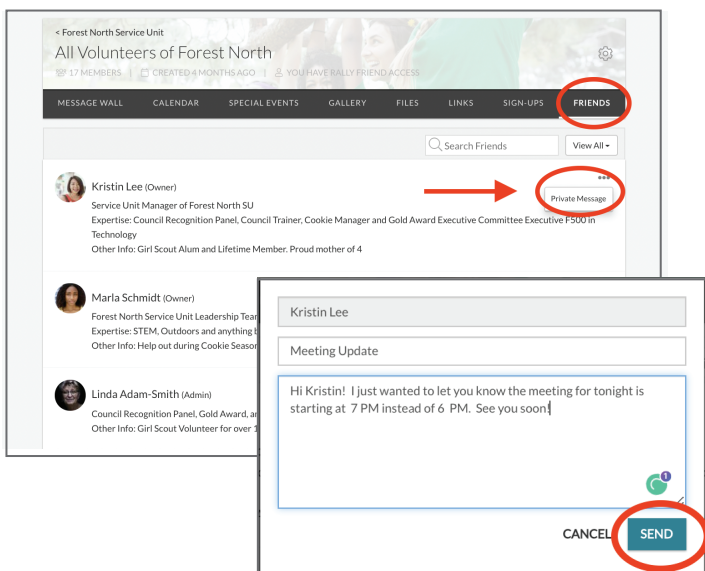 < Forest North Service Unit
All Volunteers of Forest North
17 MEMBERS | CREATED 4 MONTHS AGO | YOU HAVE RALLY FRIEND ACCESS
MESSAGE WALL CALENDAR SPECIAL EVENTS GALLERY FILES LINKS SIGN-UPS FRIENDS
Search Friends View All
Kristin Lee (Owner)
Private Message
Service Unit Manager of Forest North SU
Expertise: Council Recognition Panel, Council Trainer, Cookie Manager and Gold Award Executive Committee Executive F500 in
Technology
Other Info: Girl Scout Alum and Lifetime Member. Proud mother of 4
Marla Schmidt (Owner)
Forest North Service Unit Leadership Tea
Expertise: STEM, Outdoors and anything
Other Info: Help out during Cookie Season
Linda Adam-Smith (Admin)
Council Recognition Panel, Gold Award, an
Other Info: Girl Scout Volunteer for over 1
Kristin Lee
Meeting Update
Hi Kristin! I just wanted to let you know the meeting for tonight is
starting at 7 PM instead of 6 PM. See you soon!
1
CANCEL SEND